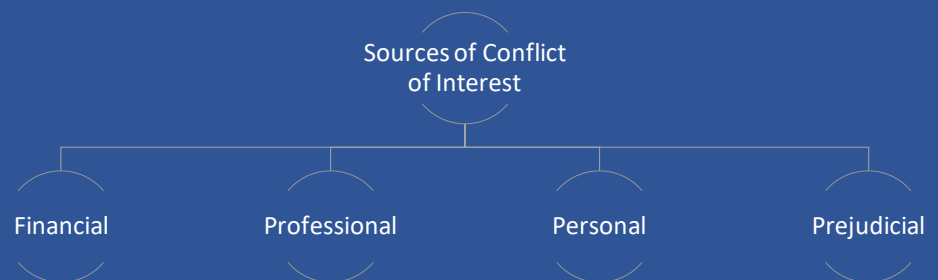 Sources of Conflict
of Interest
Financial
Professional
Personal
Prejudicial